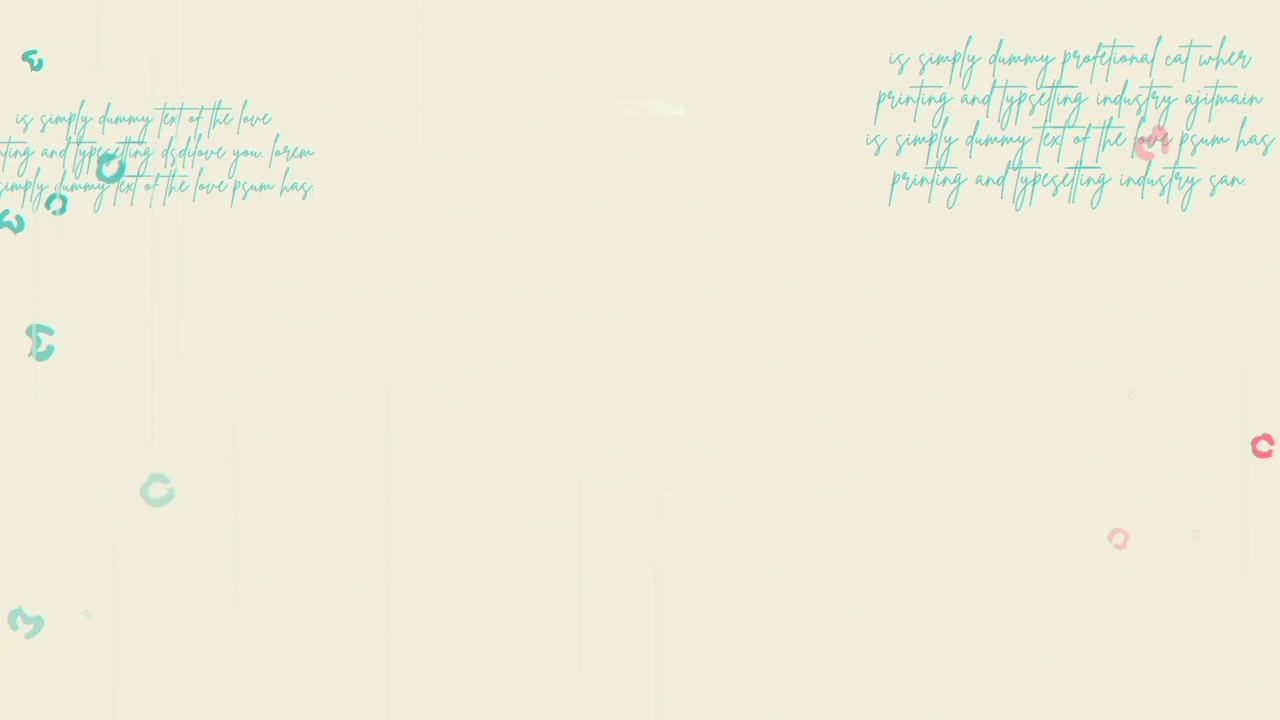 is simply dummy text of the love
nting and typesetting dsdilove you. lorem
simply dummy text of the love psum has.
is simply dummy profetional cat wher
printing and typsetting industry ajitmain
is simply dummy text of the love psum has
printing and typesetting industry san.